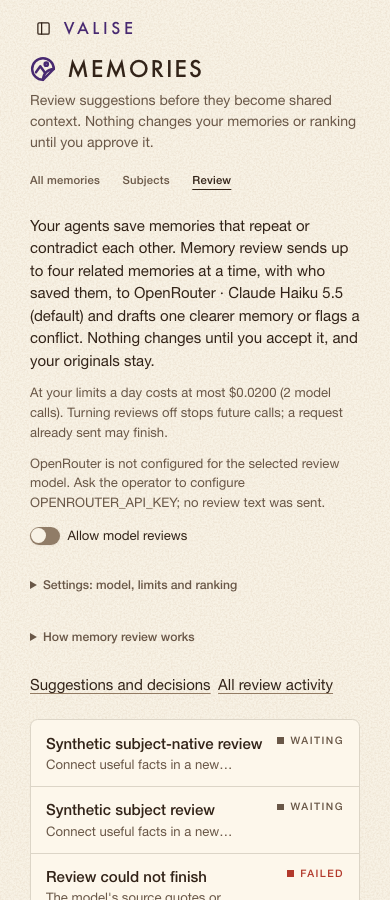 VALISE
MEMORIES
Review suggestions before they become shared
context. Nothing changes your memories or ranking
until you approve it.
All memories Subjects Review
Your agents save memories that repeat or
contradict each other. Memory review sends up
to four related memories at a time, with who
saved them, to OpenRouter · Claude Haiku 5.5
(default) and drafts one clearer memory or flags a
conflict. Nothing changes until you accept it, and
your originals stay.
At your limits a day costs at most $0.0200 (2 model
calls). Turning reviews off stops future calls; a request
already sent may finish.
OpenRouter is not configured for the selected review
model. Ask the operator to configure
OPENROUTER_API_KEY; no review text was sent.
Allow model reviews
Settings: model, limits and ranking
How memory review works
Suggestions and decisions All review activity
Synthetic subject-native review WAITING
Connect useful facts in a new…
Synthetic subject review WAITING
Connect useful facts in a new…
Review could not finish FAILED
The model's source quotes or